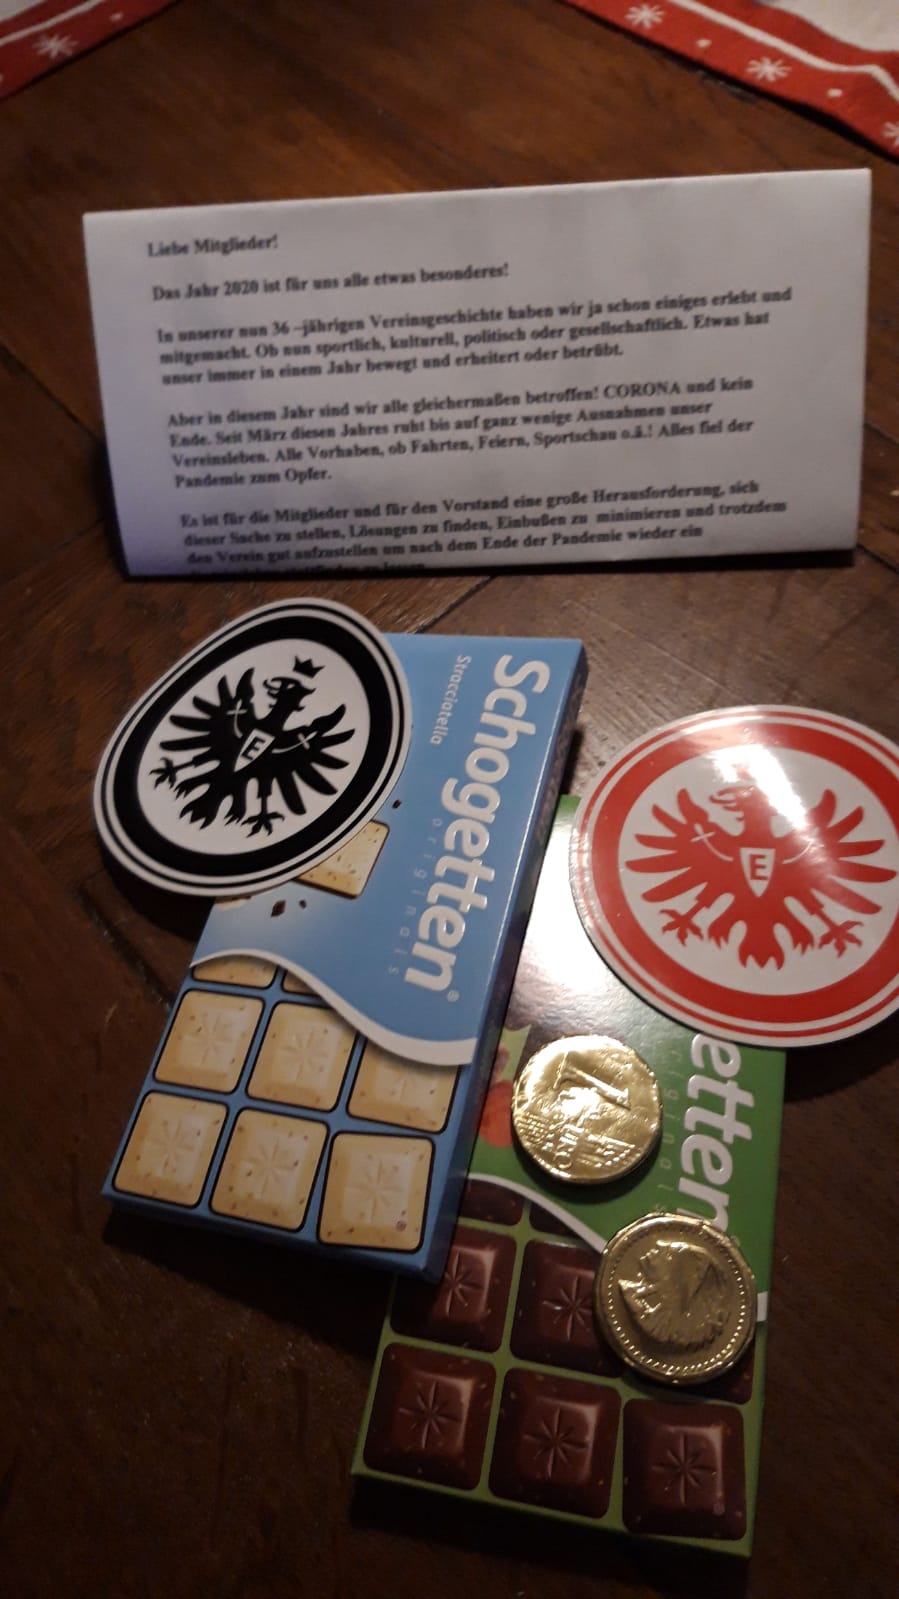 Liebe Mitglieder!
Das Jahr 2020 ist für uns alle etwas besonderes!
In unserer nun 36 –jährigen Vereinsgeschichte haben wir ja schon einiges erlebt und
mitgemacht. Ob nun sportlich, kulturell, politisch oder gesellschaftlich. Etwas hat
unser immer in einem Jahr bewegt und erheitert oder betrübt.
Aber in diesem Jahr sind wir alle gleichermaßen betroffen! CORONA und kein
Ende. Seit März diesen Jahres ruht bis auf ganz wenige Ausnahmen unser
Vereinsleben. Alle Vorhaben, ob Fahrten, Feiern, Sportschau o.ä.! Alles fiel der
Pandemie zum Opfer.
Es ist für die Mitglieder und für den Vorstand eine große Herausforderung, sich
dieser Sache zu stellen, Lösungen zu finden, Einbußen zu minimieren und trotzdem
den Verein gut aufzustellen um nach dem Ende der Pandemie wieder ein
E
Schogetten®
originals
Stracciatella
E
etten
originals
1
EURO